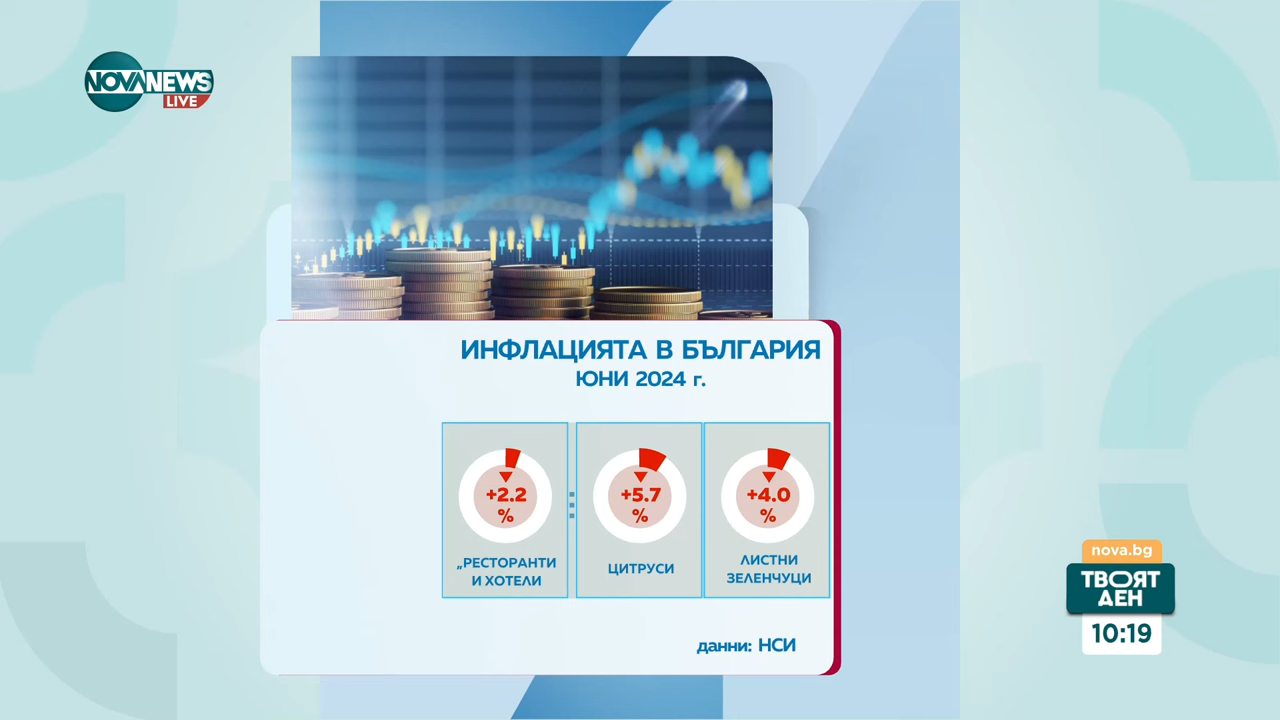 NOVA NEWS
LIVE
ИНФЛАЦИЯТА В БЪЛГАРИЯ
ЮНИ 2024 г.
+2.2
%
„РЕСТОРАНТИ
И ХОТЕЛИ
+5.7
%
ЦИТРУСИ
+4.0
%
ЛИСТНИ
ЗЕЛЕНЧУЦИ
данни: НСИ
nova.bg
ТВОЯТ
ДЕН
10:19